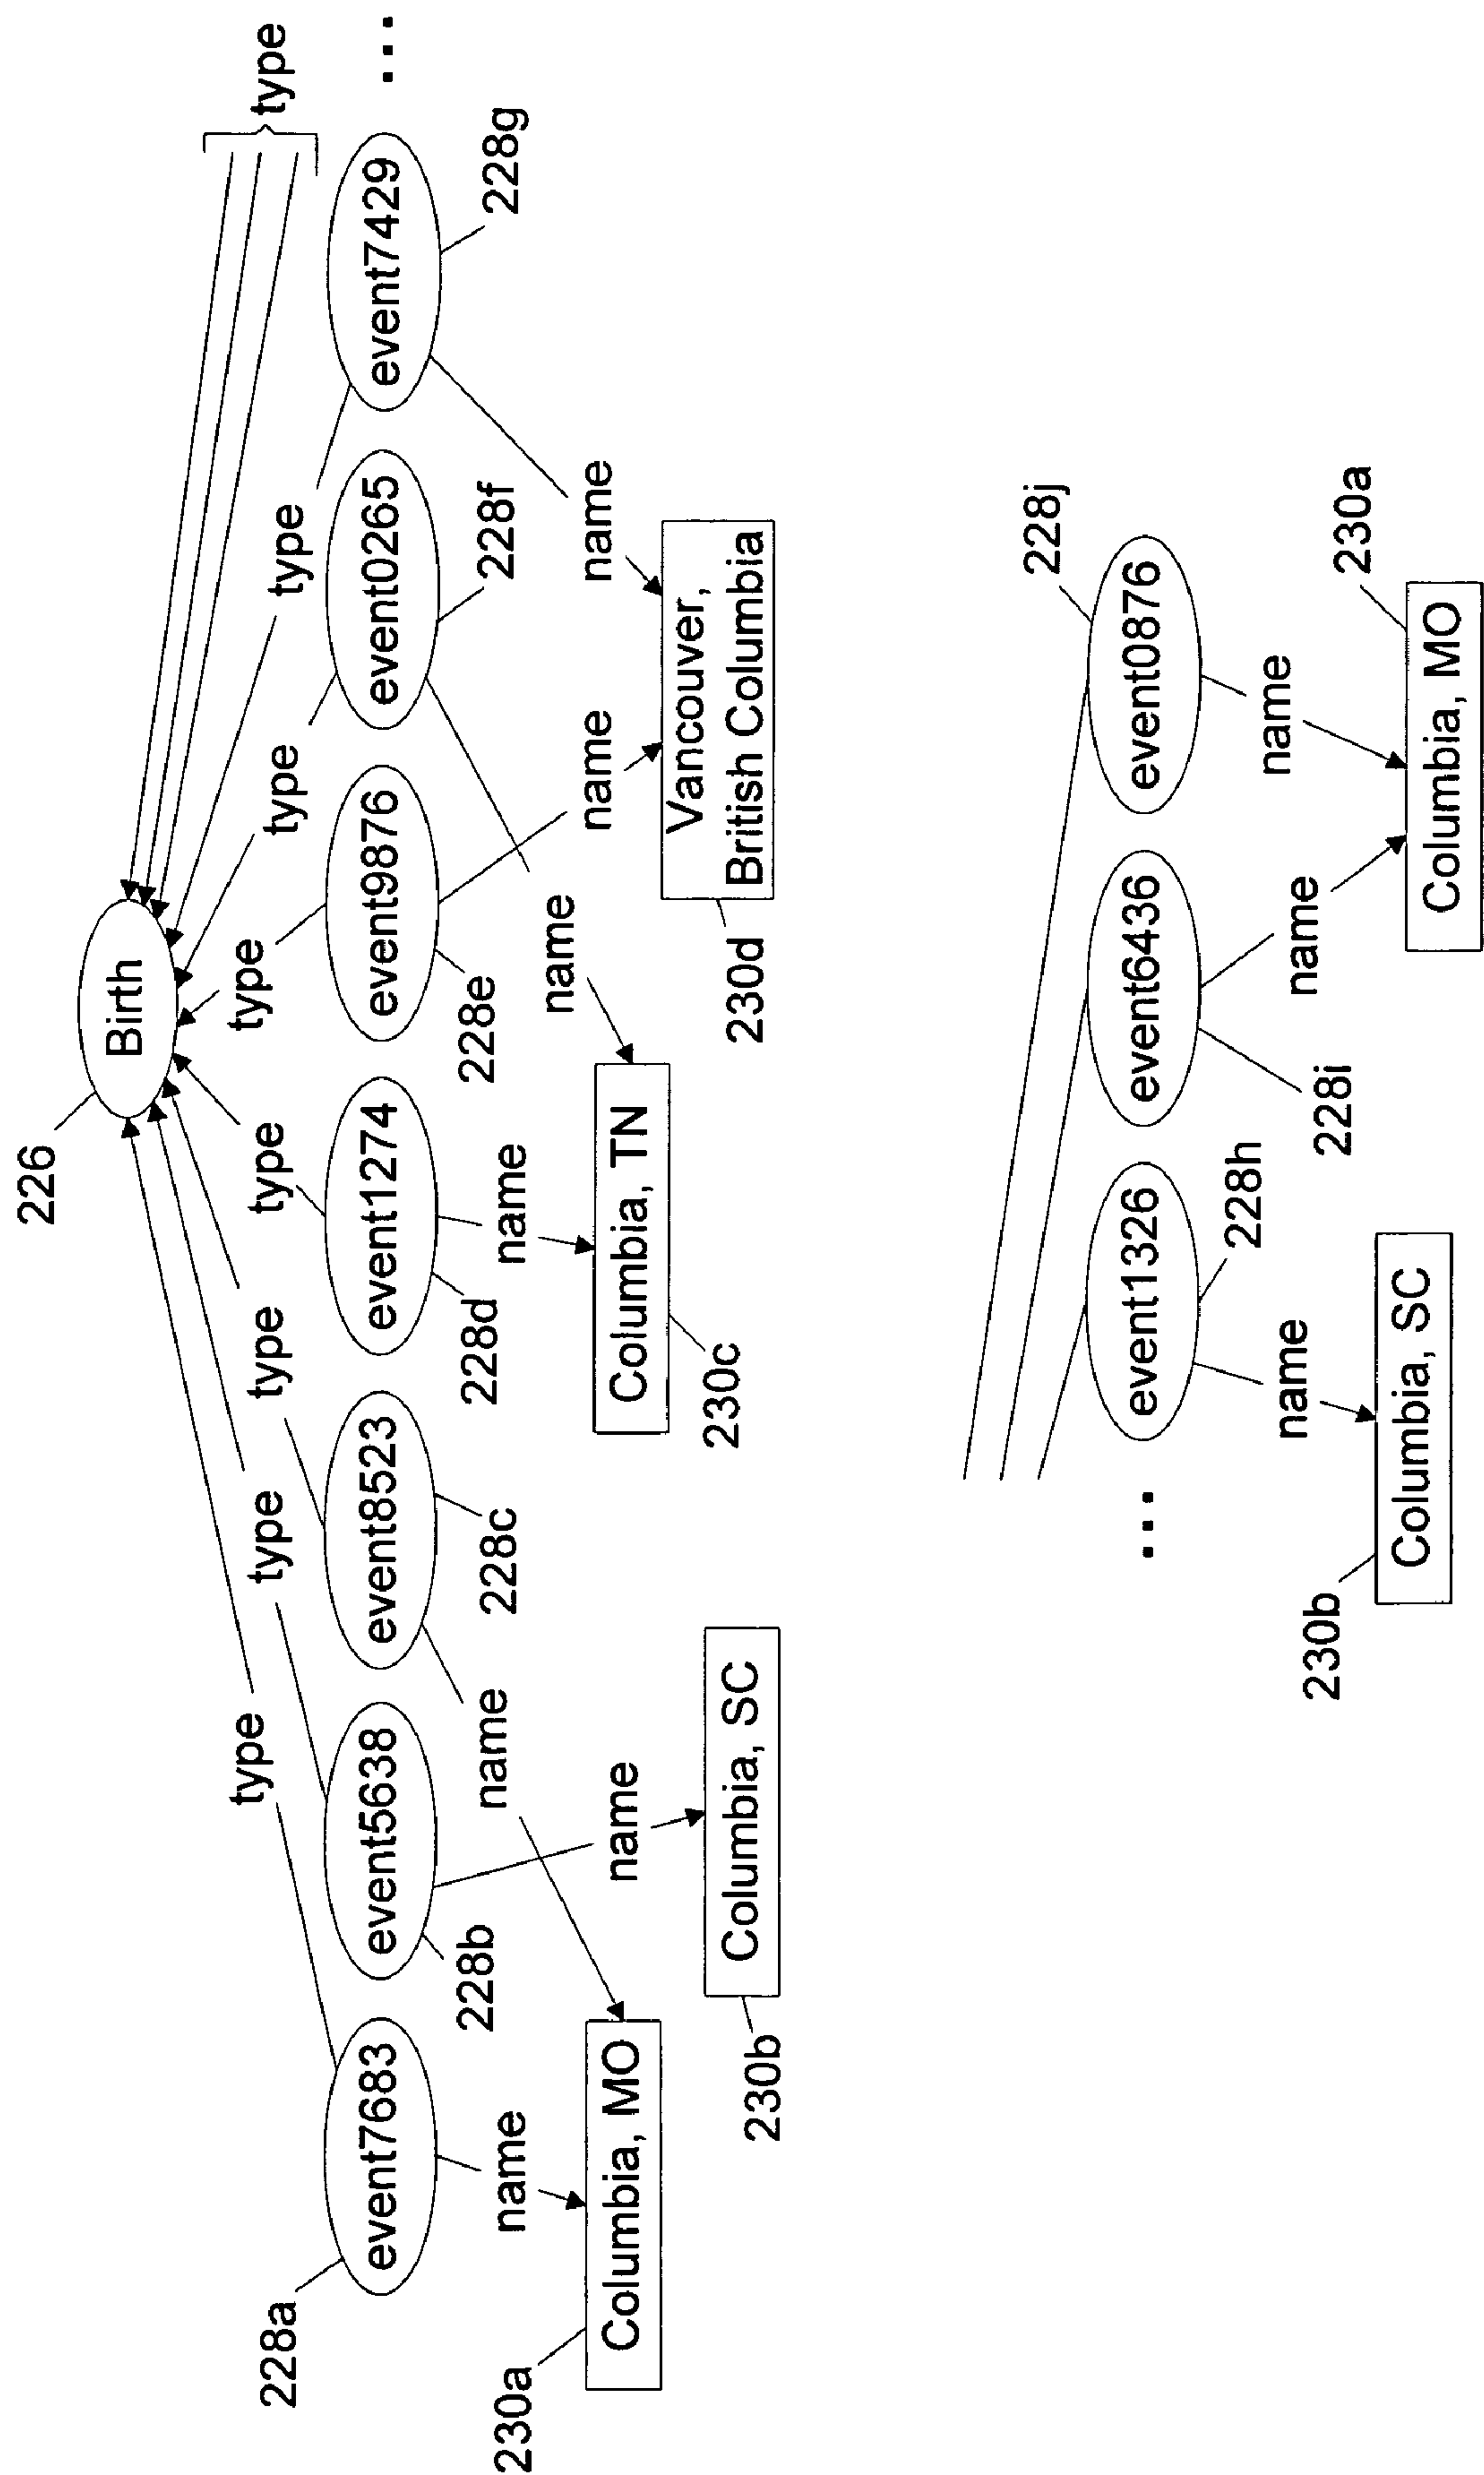 226
Birth
type
type
type
type
type
type
type
type
228a
event7683
event5638
event8523
event1274
event9876
event0265
event7429
...
228b
228c
228d
228e
228f
228g
name
name
name
name
name
name
name
230a
Columbia, MO
Columbia, SC
230b
Columbia, TN
230c
Vancouver,
British Columbia
230d
...
event1326
event6436
event0876
228h
228i
228j
name
name
name
230b
Columbia, SC
Columbia, MO
230a